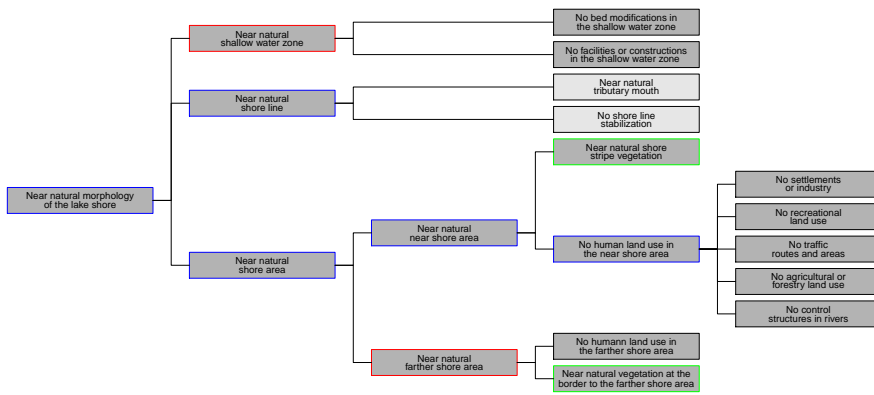 Near natural morphology
of the lake shore
Near natural
shallow water zone
No bed modifications in
the shallow water zone
No facilities or constructions
in the shallow water zone
Near natural
shore line
Near natural
tributary mouth
No shore line
stabilization
Near natural
shore area
Near natural
near shore area
Near natural shore
stripe vegetation
No human land use in
the near shore area
No settlements
or industry
No recreational
land use
No traffic
routes and areas
No agricultural or
forestry land use
No control
structures in rivers
Near natural
farther shore area
No humann land use in
the farther shore area
Near natural vegetation at the
border to the farther shore area